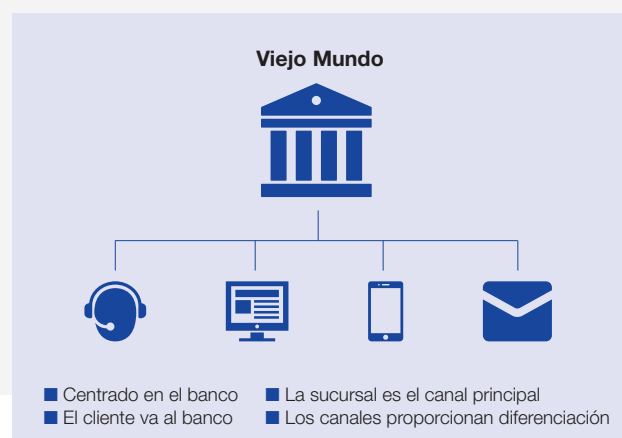 Viejo Mundo
■ Centrado en el banco
■ El cliente va al banco
■ La sucursal es el canal principal
■ Los canales proporcionan diferenciación